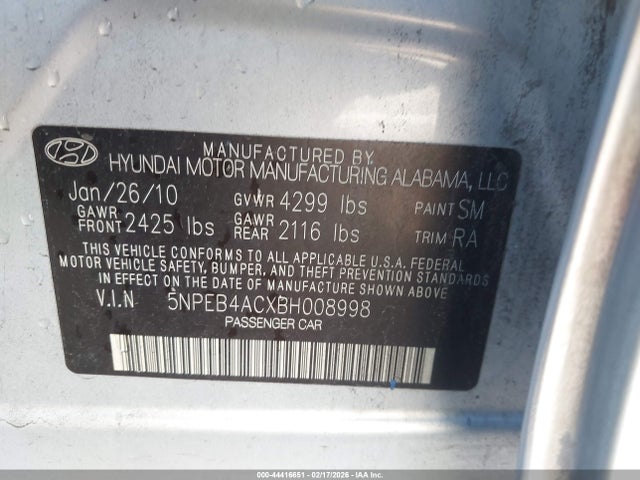 MANUFACTURED BY
HYUNDAI MOTOR MANUFACTURING ALABAMA, LLC
Jan/26/10 GVWR 4299 lbs PAINT SM
GAWR FRONT 2425 lbs GAWR REAR 2116 lbs TRIM RA
THIS VEHICLE CONFORMS TO ALL APPLICABLE U.S.A. FEDERAL
MOTOR VEHICLE SAFETY, BUMPER, AND THEFT PREVENTION STANDARDS
IN EFFECT ON THE DATE OF MANUFACTURE SHOWN ABOVE.
V.I.N 5NPEB4ACXBH008998
PASSENGER CAR
000-44416651 - 02/17/2026 - COPYRIGHT IAA, LLC.